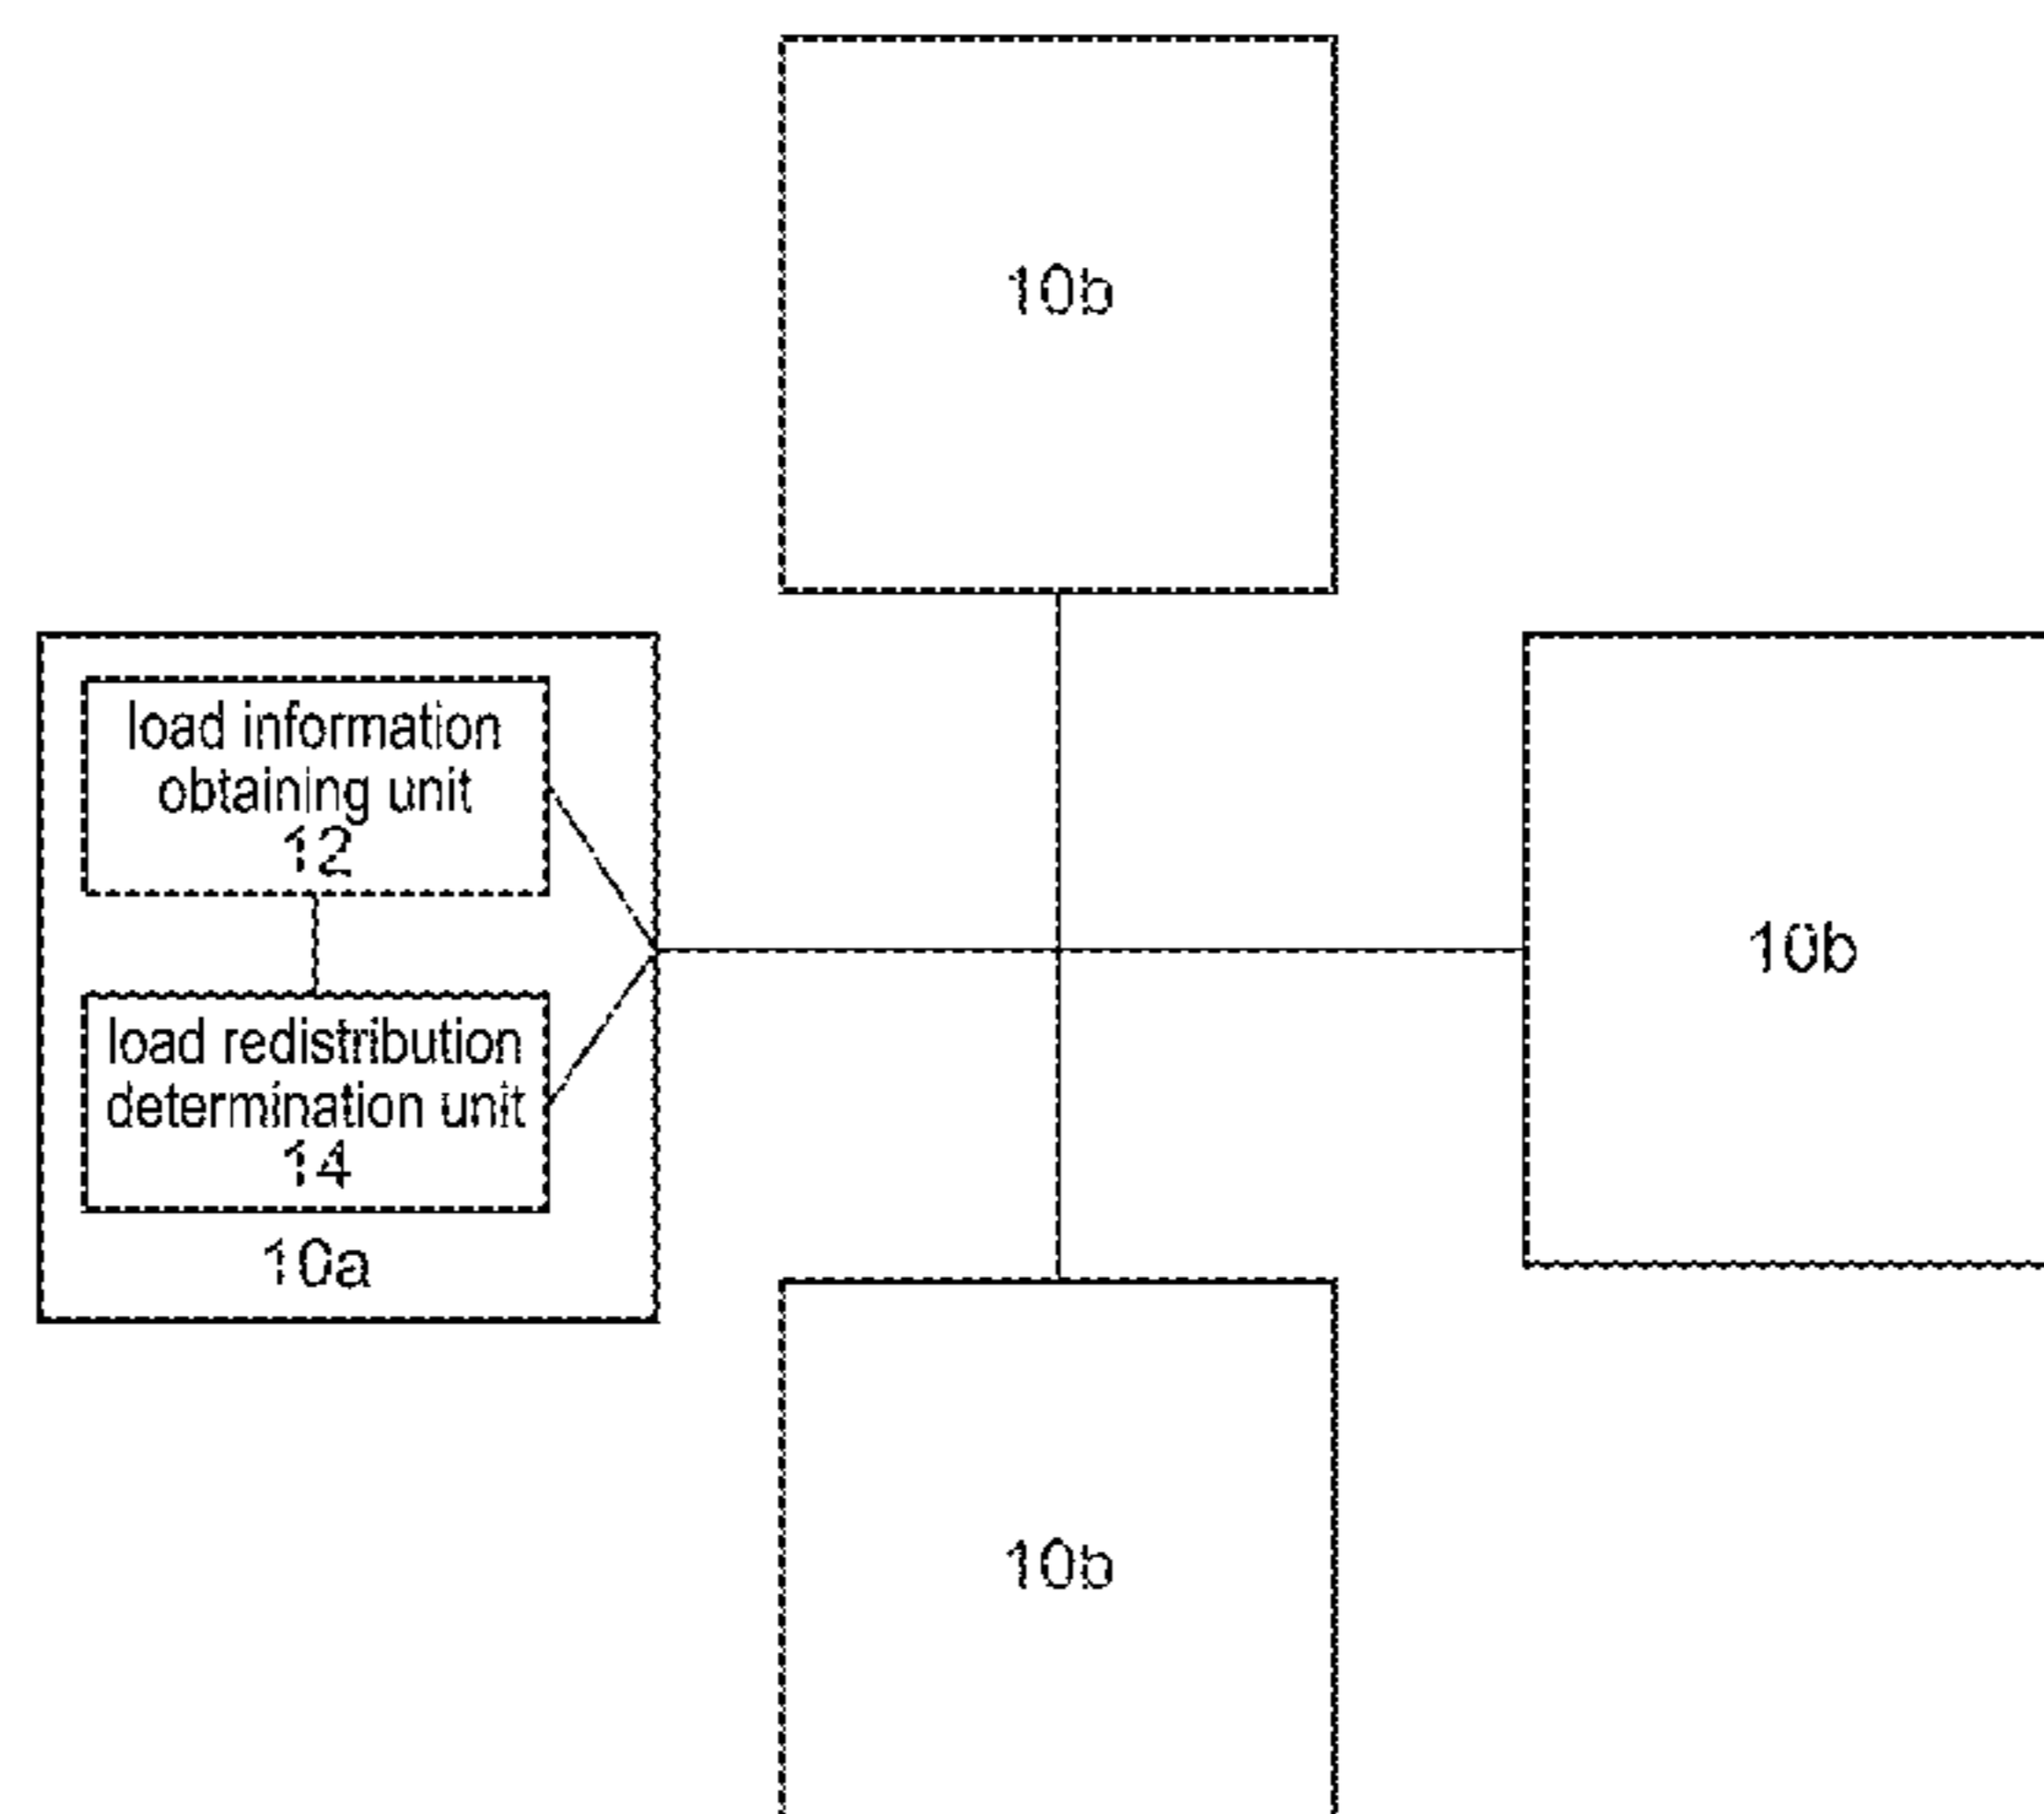 10b
load information
obtaining unit
12
load redistribution
determination unit
14
10a
10b
10b